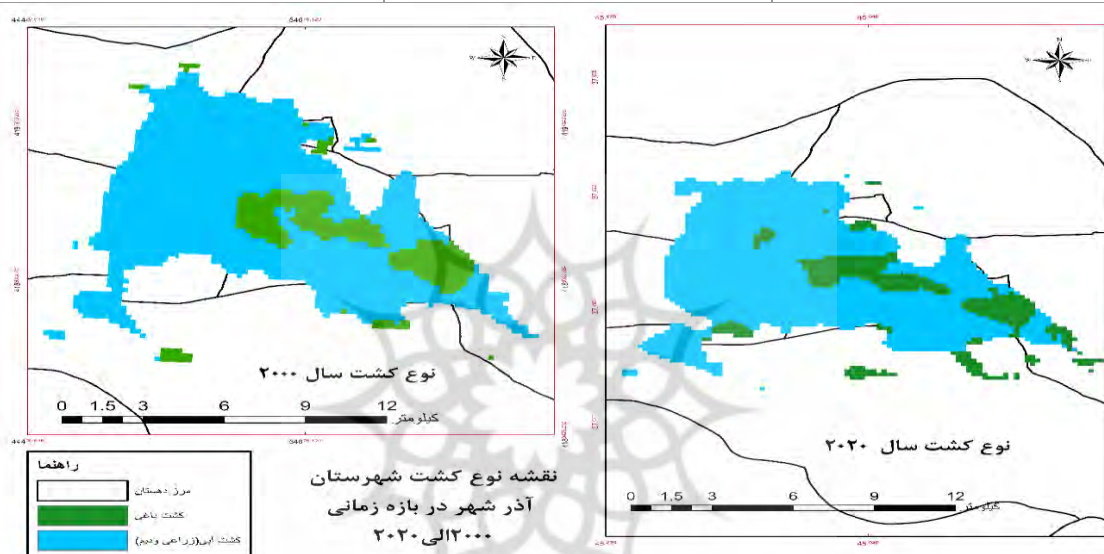 نوع کشت سال ۲۰۰۰
0 1.5 3 6 9 12
کیلومتر
نوع کشت سال ۲۰۲۰
0 1.5 3 6 9 12
کیلومتر
راهنما
مرز دهستان
کشت باغی
کشت ابی(زراعی ودیم)
نقشه نوع کشت شهرستان
آذر شهر در بازه زمانی
۲۰۰۰الی۲۰۲۰